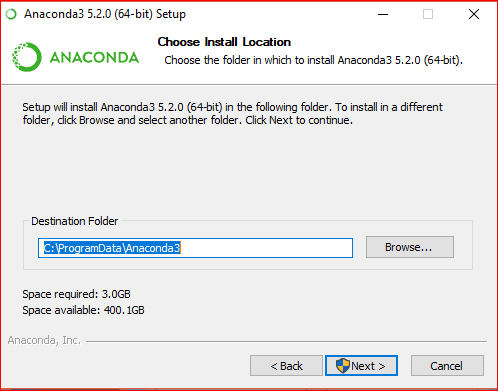 Anaconda3 5.2.0 (64-bit) Setup
ANACONDA
Choose Install Location
Choose the folder in which to install Anaconda3 5.2.0 (64-bit).
Setup will install Anaconda3 5.2.0 (64-bit) in the following folder. To install in a different
folder, click Browse and select another folder. Click Next to continue.
Destination Folder
C:\ProgramData\Anaconda3
Browse...
Space required: 3.0GB
Space available: 400.1GB
Anaconda, Inc.
< Back
Next >
Cancel